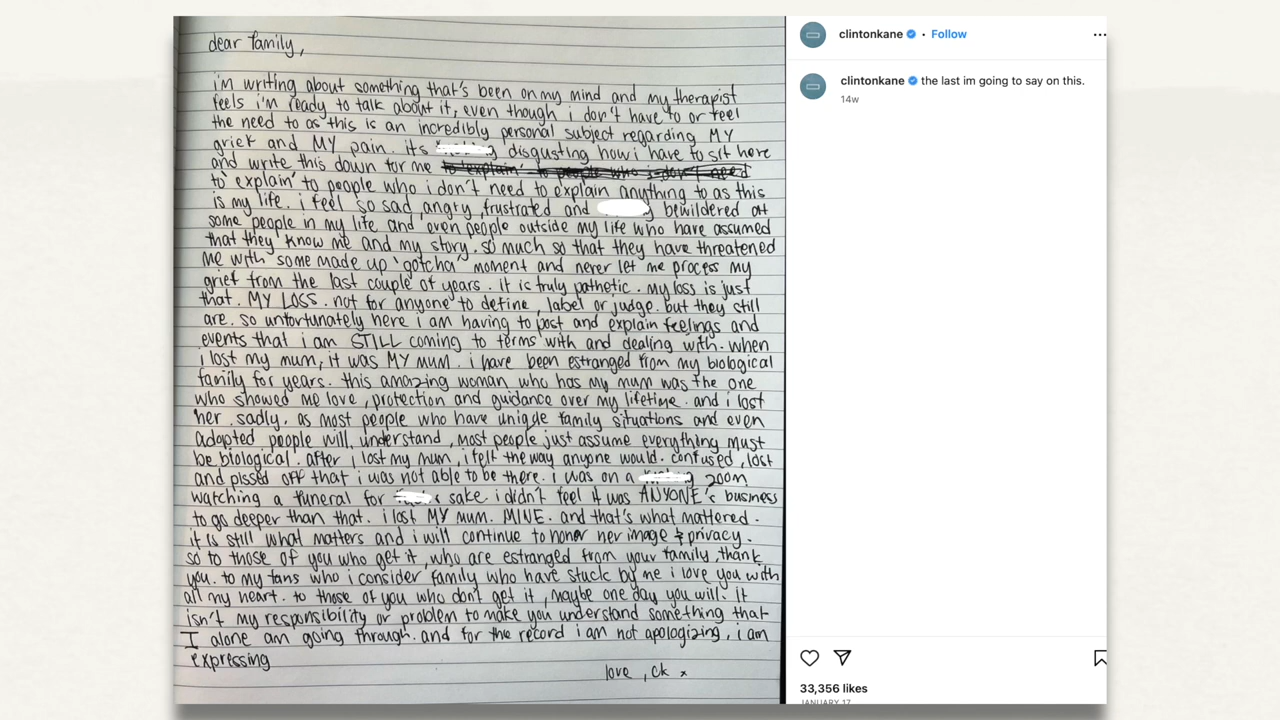 dear family,
i'm writing about something that's been on my mind and my therapist
feels i'm ready to talk about it, even though i don't have to or feel
the need to as this is an incredibly personal subject regarding MY
grief and MY pain. its disgusting how i have to sit here
and write this down for me to 'explain' to people who i don't need
to 'explain' to people who i don't need to explain anything to as this
is my life. i feel so sad, angry, frustrated and bewildered at
some people in my life and even people outside my life who have assumed
that they know me and my story. so much so that they have threatened
me with some made up 'gotcha' moment and never let me process my
grief from the last couple of years. it is truly pathetic. my loss is just
that. MY LOSS. not for anyone to define, label or judge. but they still
are. so unfortunately here i am having to post and explain feelings and
events that i am STILL coming to terms with and dealing with. when
i lost my mum, it was MY MUM. i have been estranged from my biological
family for years. this amazing woman who has my mum was the one
who showed me love, protection and guidance over my lifetime. and i lost
her. sadly, as most people who have unique family situations and even
adopted people will understand, most people just assume everything must
be biological. after i lost my mum, i felt the way anyone would. confused, lost
and pissed off that i was not able to be there. i was on a zoom
watching a funeral for sake. i didn't feel it was ANYONE's business
to go deeper than that. i lost MY MUM. MINE. and that's what mattered.
it is still what matters and i will continue to honor her image & privacy.
so to those of you who get it, who are estranged from your family, thank
you. to my fans who i consider family who have stuck by me i love you with
all my heart. to those of you who don't get it, maybe one day you will. it
isn't my responsibility or problem to make you understand something that
I alone am going through. and for the record i am not apologizing, i am
expressing
love, ck x
clintonkane • Follow
clintonkane the last im going to say on this.
14w
33,356 likes
JANUARY 17